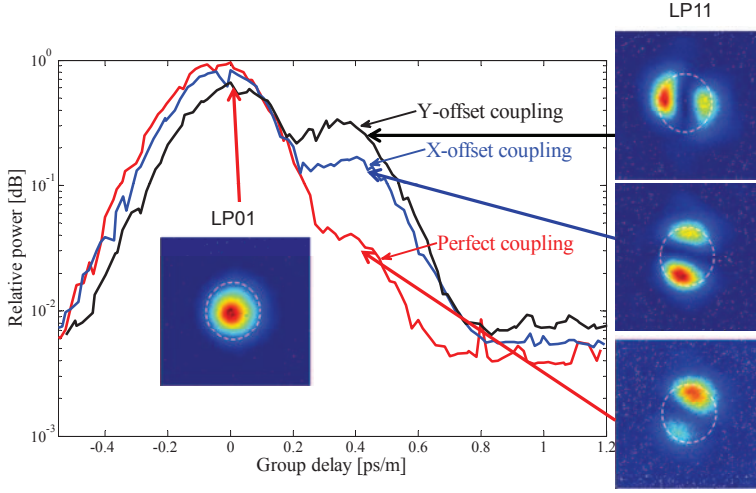 LP11
10^0
10^-1
10^-2
10^-3
Relative power [dB]
Y-offset coupling
X-offset coupling
LP01
Perfect coupling
-0.4
-0.2
0
0.2
0.4
0.6
0.8
1
1.2
Group delay [ps/m]